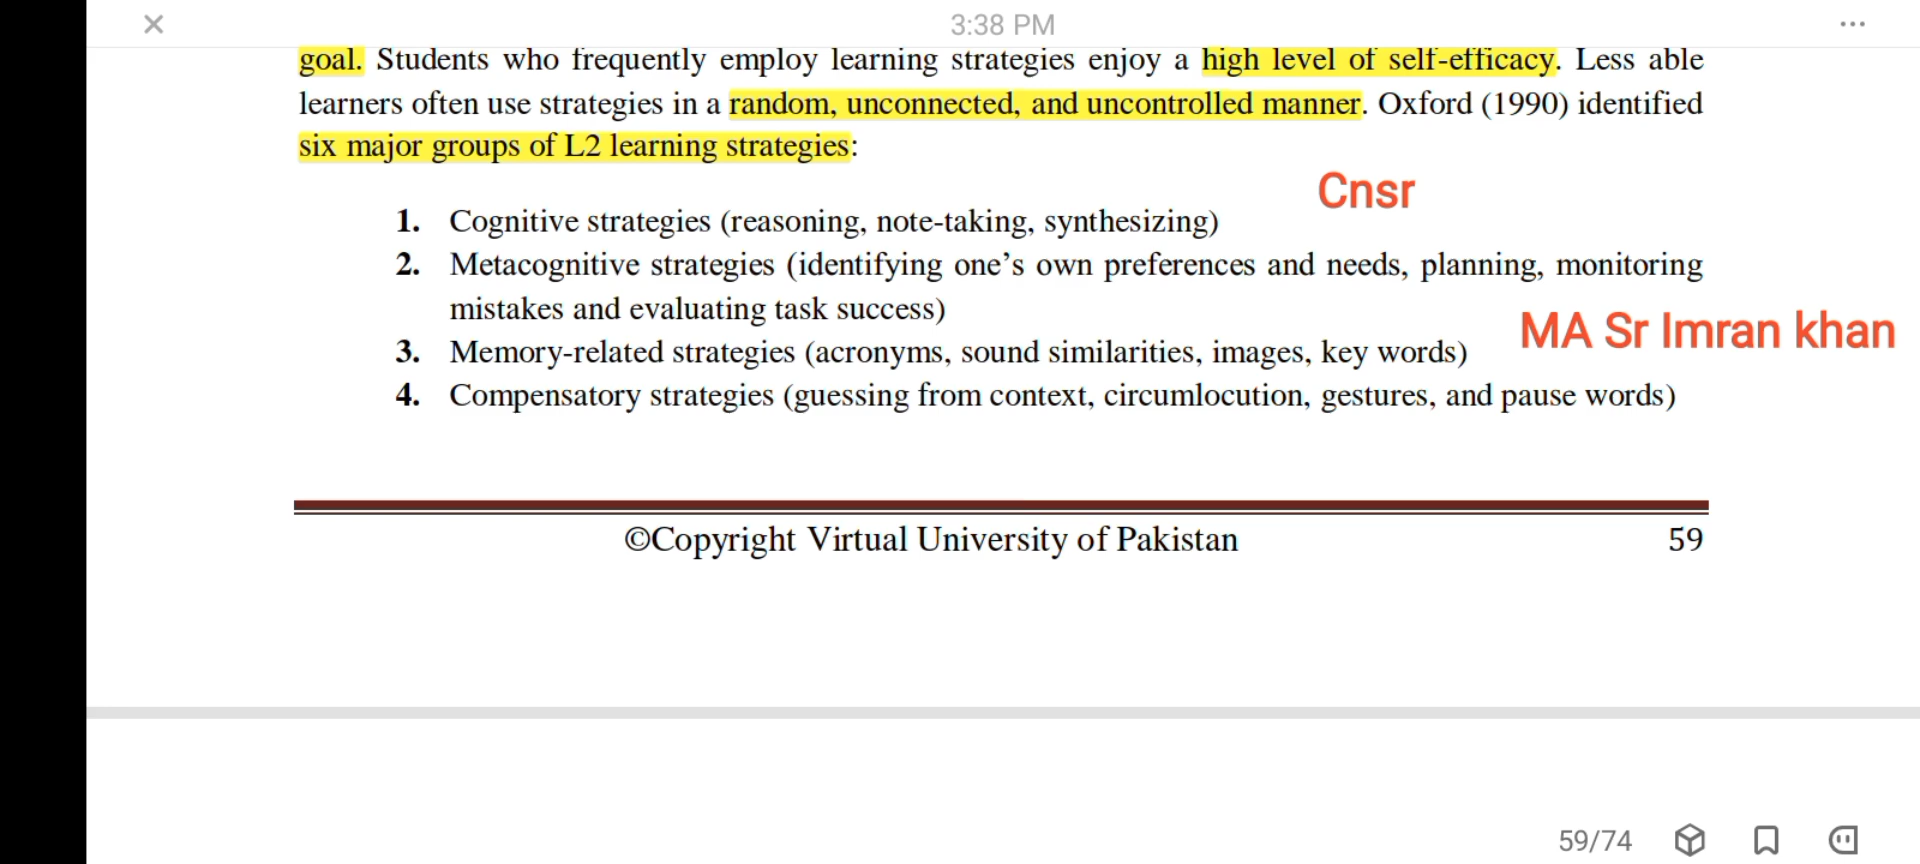 3:38 PM
goal. Students who frequently employ learning strategies enjoy a high level of self-efficacy. Less able
learners often use strategies in a random, unconnected, and uncontrolled manner. Oxford (1990) identified
six major groups of L2 learning strategies:
Cnsr
1. Cognitive strategies (reasoning, note-taking, synthesizing)
2. Metacognitive strategies (identifying one’s own preferences and needs, planning, monitoring
mistakes and evaluating task success)
MA Sr Imran khan
3. Memory-related strategies (acronyms, sound similarities, images, key words)
4. Compensatory strategies (guessing from context, circumlocution, gestures, and pause words)
©Copyright Virtual University of Pakistan 59
59/74